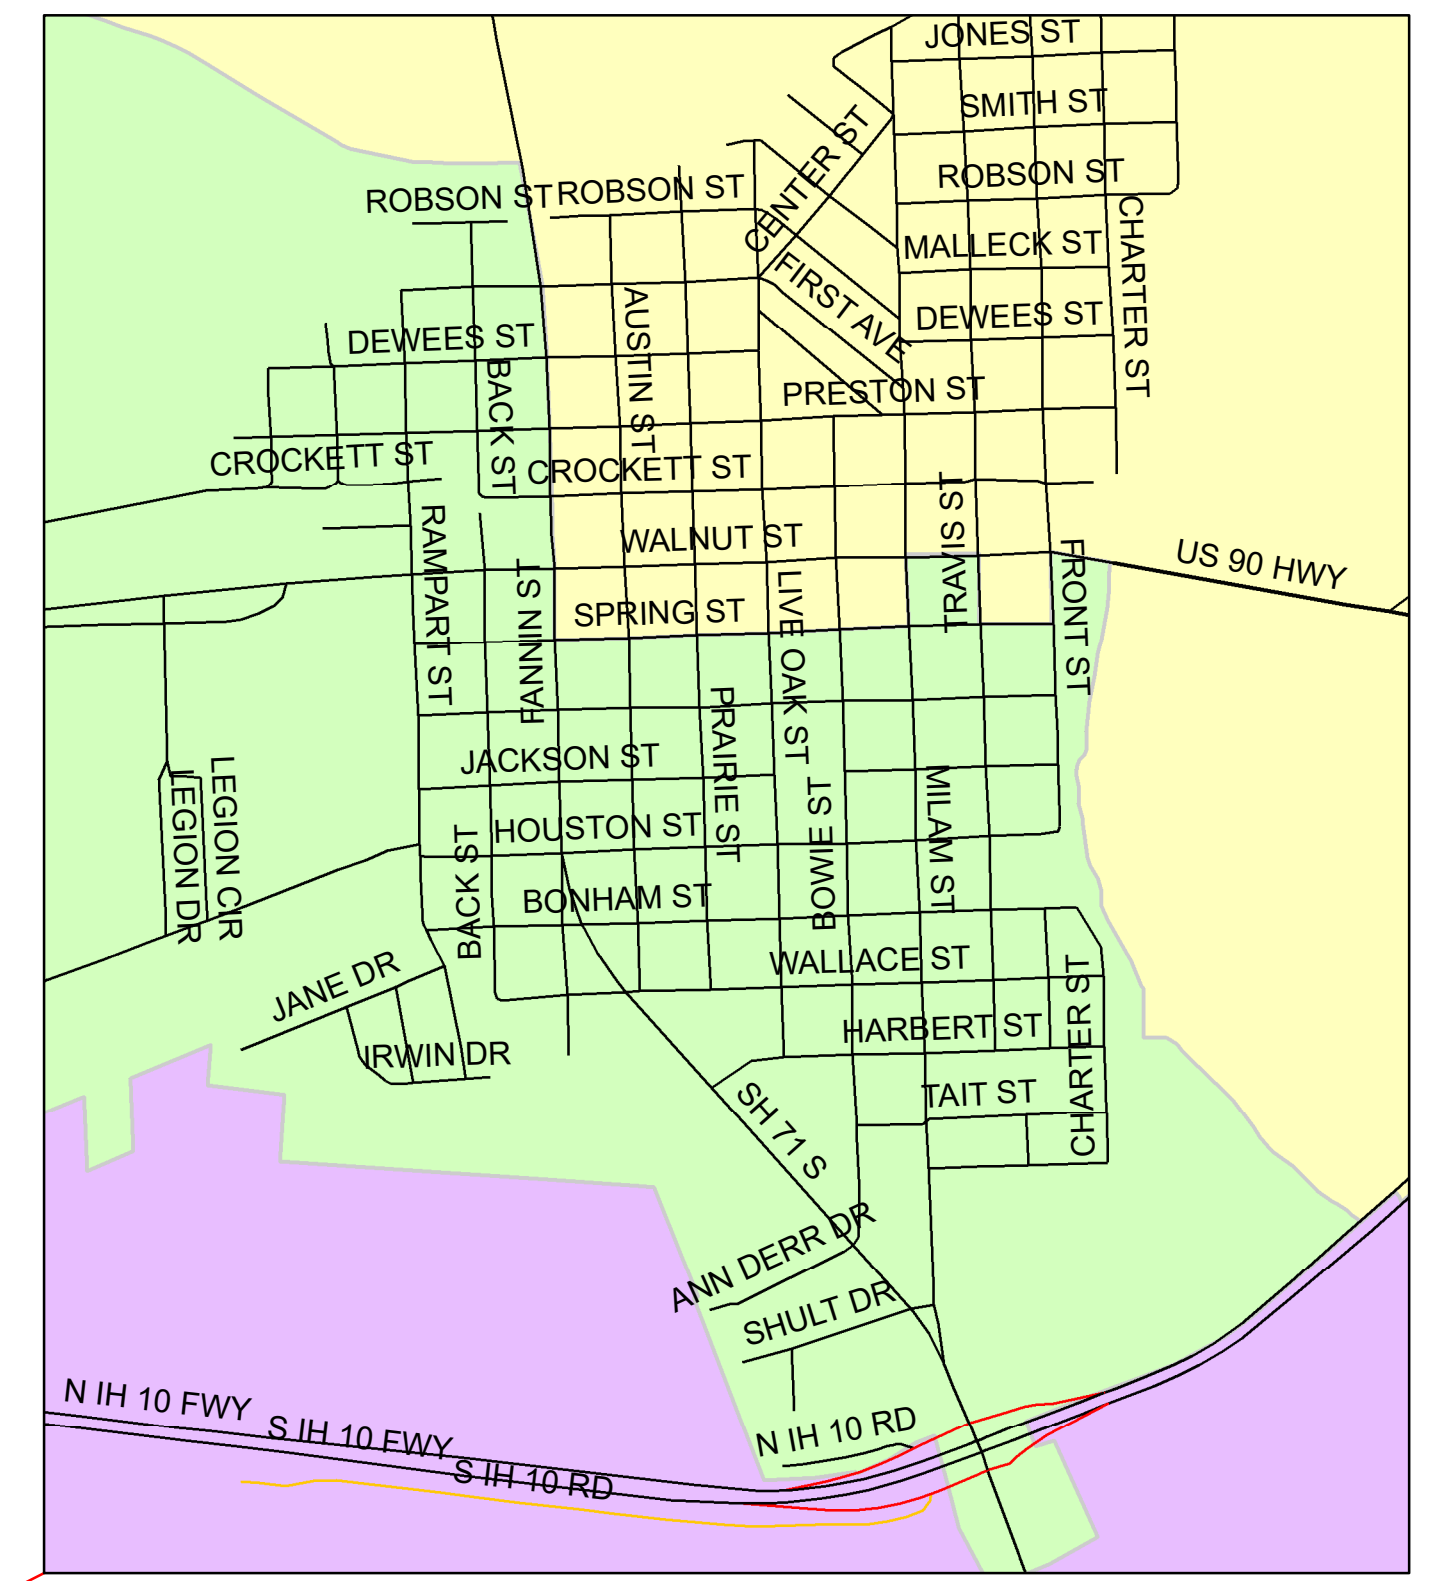 JONES ST
SMITH ST
CENTER ST
ROBSON ST
ROBSON ST
ROBSON ST
CHARTER ST
MALLECK ST
FIRST AVE
AUSTIN ST
DEWEES ST
DEWEES ST
BACK ST
PRESTON ST
CROCKETT ST
CROCKETT ST
TRAVIS ST
RAMPART ST
WALNUT ST
FRONT ST
US 90 HWY
FANNIN ST
LIVE OAK ST
SPRING ST
PRAIRIE ST
JACKSON ST
LEGION CIR
LEGION DR
MILAM ST
BOWIE ST
HOUSTON ST
BACK ST
BONHAM ST
JANE DR
WALLACE ST
CHARTER ST
HARBERT ST
IRWIN DR
TAIT ST
SH 71 S
ANN DERR DR
SHULT DR
N IH 10 FWY
S IH 10 FWY
N IH 10 RD
S IH 10 RD